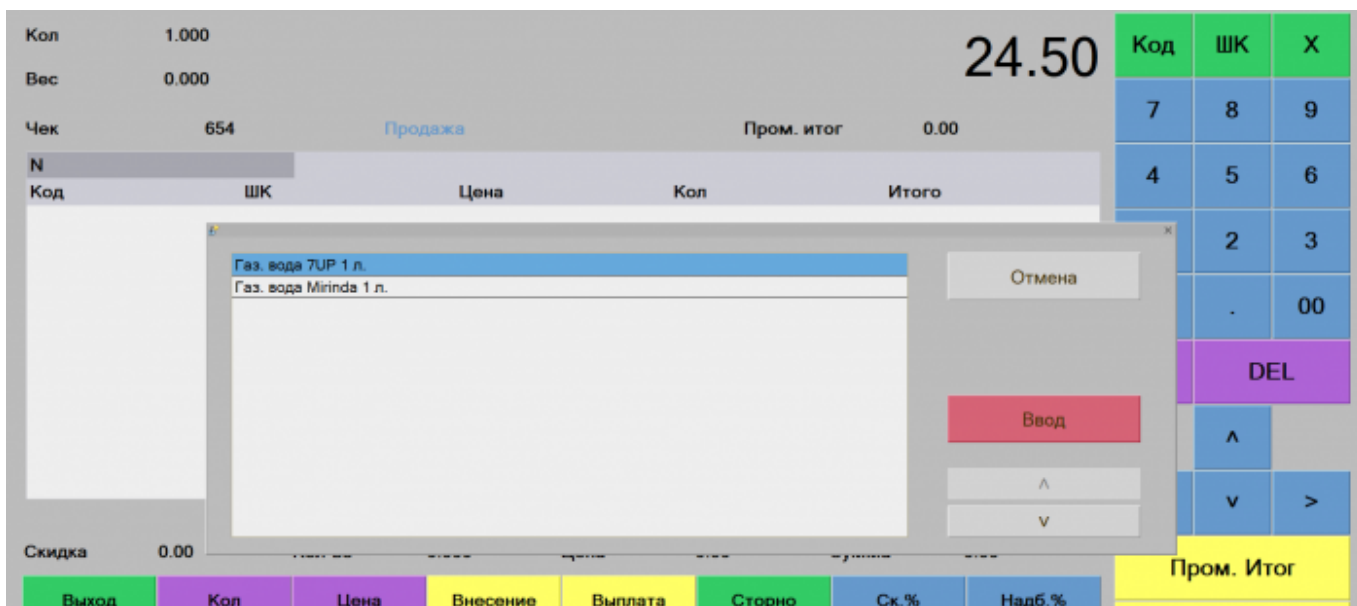 Кол 1.000 24.50 Код ШК X
Вес 0.000
7 8 9
Чек 654 Продажа Пром. итог 0.00
N
Код ШК Цена Кол Итого 4 5 6
2 3
Газ. вода 7UP 1 л. Отмена
Газ. вода Mirinda 1 л.
. 00
DEL
Ввод
^
^
v >
v
Скидка 0.00
Пром. Итог
Выход Кол Цена Внесение Выплата Сторно Ск.% Надб.%